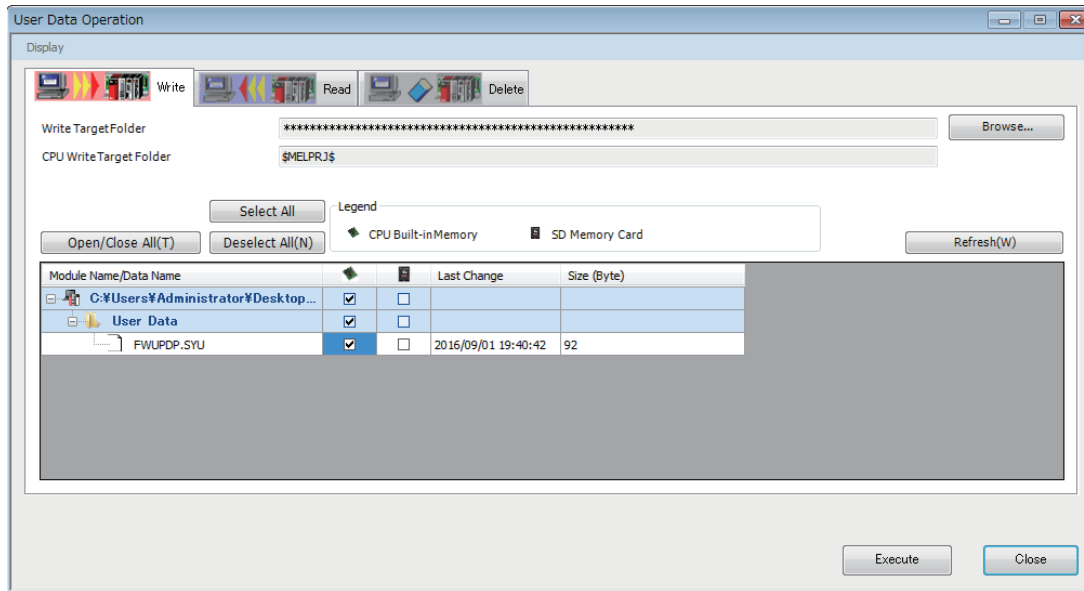 User Data Operation
Display
Write Read Delete
Write Target Folder ****************************************************** Browse...
CPU Write Target Folder $MELPRJ$
Select All Legend
Open/Close All(T) Deselect All(N) CPU Built-in Memory SD Memory Card Refresh(W)
Module Name/Data Name Last Change Size (Byte)
C:¥Users¥Administrator¥Desktop...
User Data
FWUPDP.SYU 2016/09/01 19:40:42 92
Execute Close